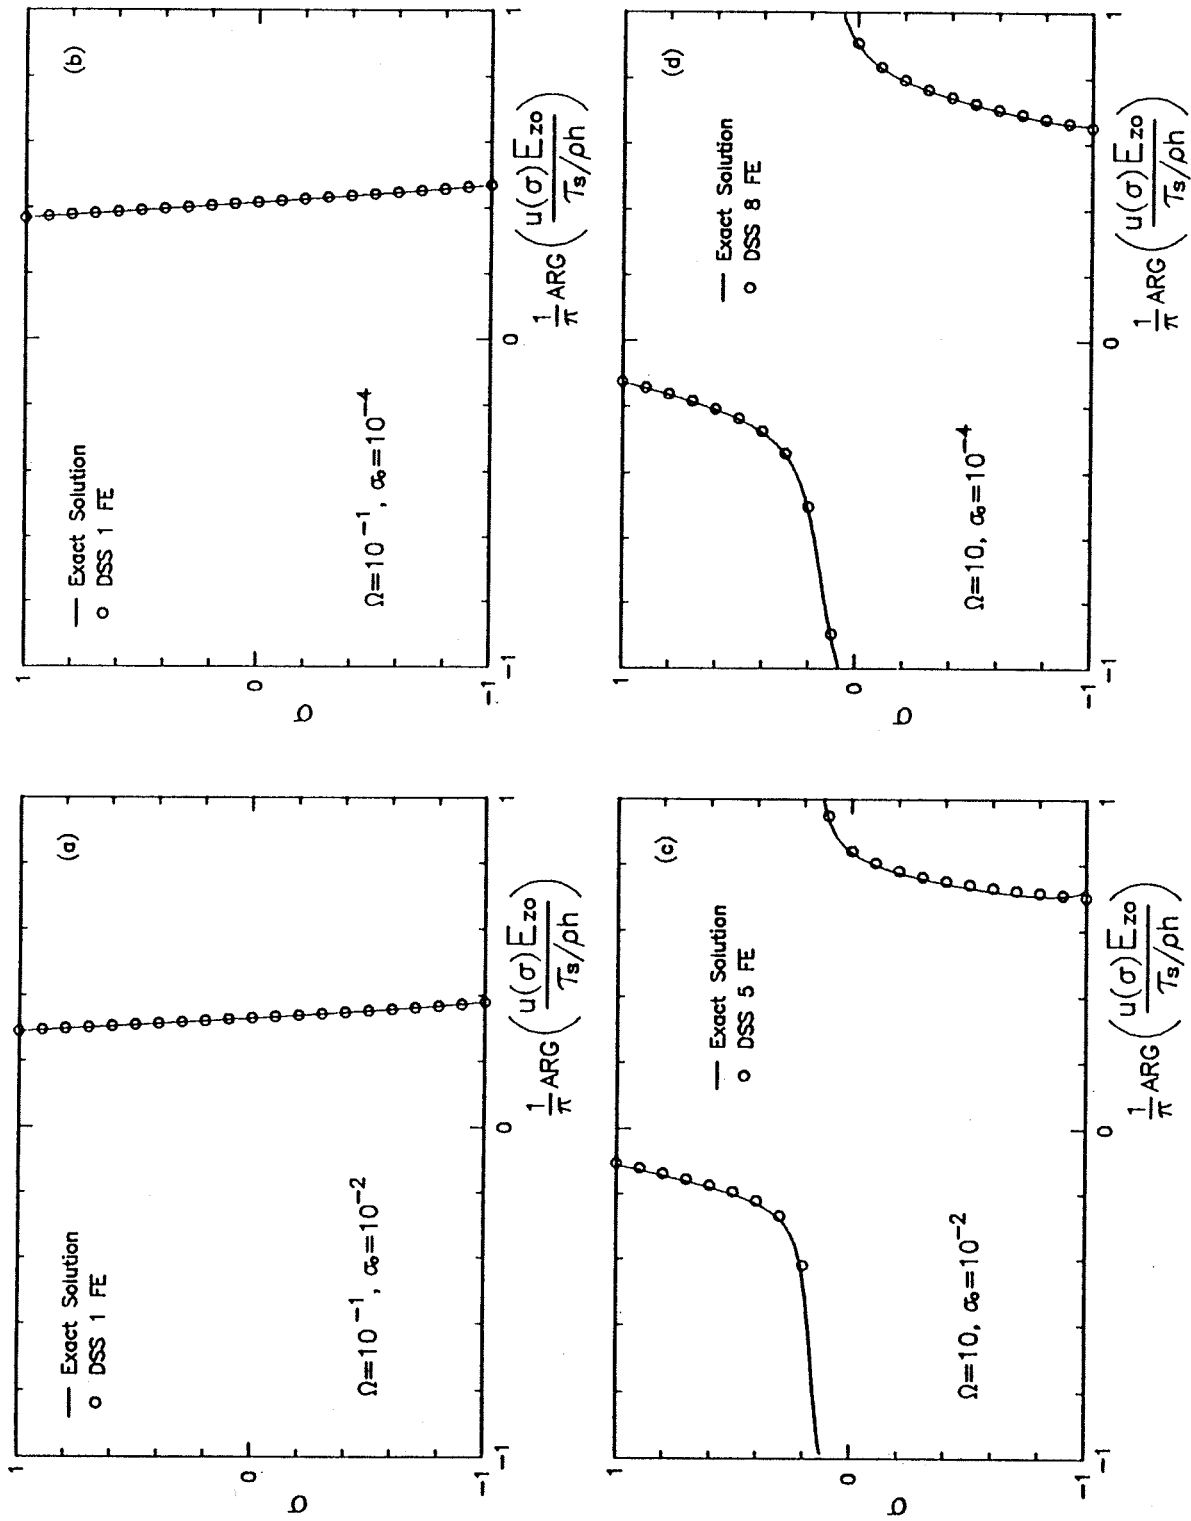 (a)
— Exact Solution
o DSS 1 FE
Ω=10⁻¹, σ₀=10⁻²
1
0
−1
σ
−1
0
1
1/π ARG (u(σ)E_zo / τ_s/ρh)
(b)
— Exact Solution
o DSS 1 FE
Ω=10⁻¹, σ₀=10⁻⁴
1
0
−1
σ
−1
0
1
1/π ARG (u(σ)E_zo / τ_s/ρh)
(c)
— Exact Solution
o DSS 5 FE
Ω=10, σ₀=10⁻²
1
0
−1
σ
−1
0
1
1/π ARG (u(σ)E_zo / τ_s/ρh)
(d)
— Exact Solution
o DSS 8 FE
Ω=10, σ₀=10⁻⁴
1
0
−1
σ
−1
0
1
1/π ARG (u(σ)E_zo / τ_s/ρh)